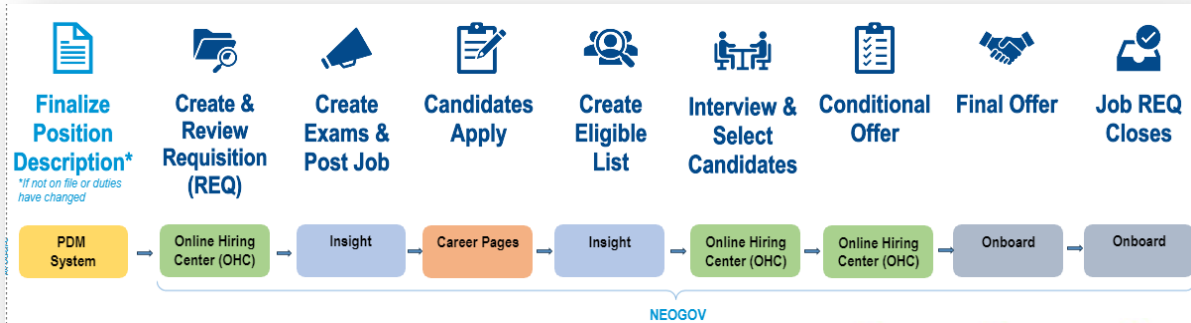 Finalize
Position
Description*
*If not on file or duties
have changed
Create &
Review
Requisition
(REQ)
Create
Exams &
Post Job
Candidates
Apply
Create
Eligible
List
Interview &
Select
Candidates
Conditional
Offer
Final Offer
Job REQ
Closes
PDM
System
Online Hiring
Center (OHC)
Insight
Career Pages
Insight
Online Hiring
Center (OHC)
Online Hiring
Center (OHC)
Onboard
Onboard
NEOGOV